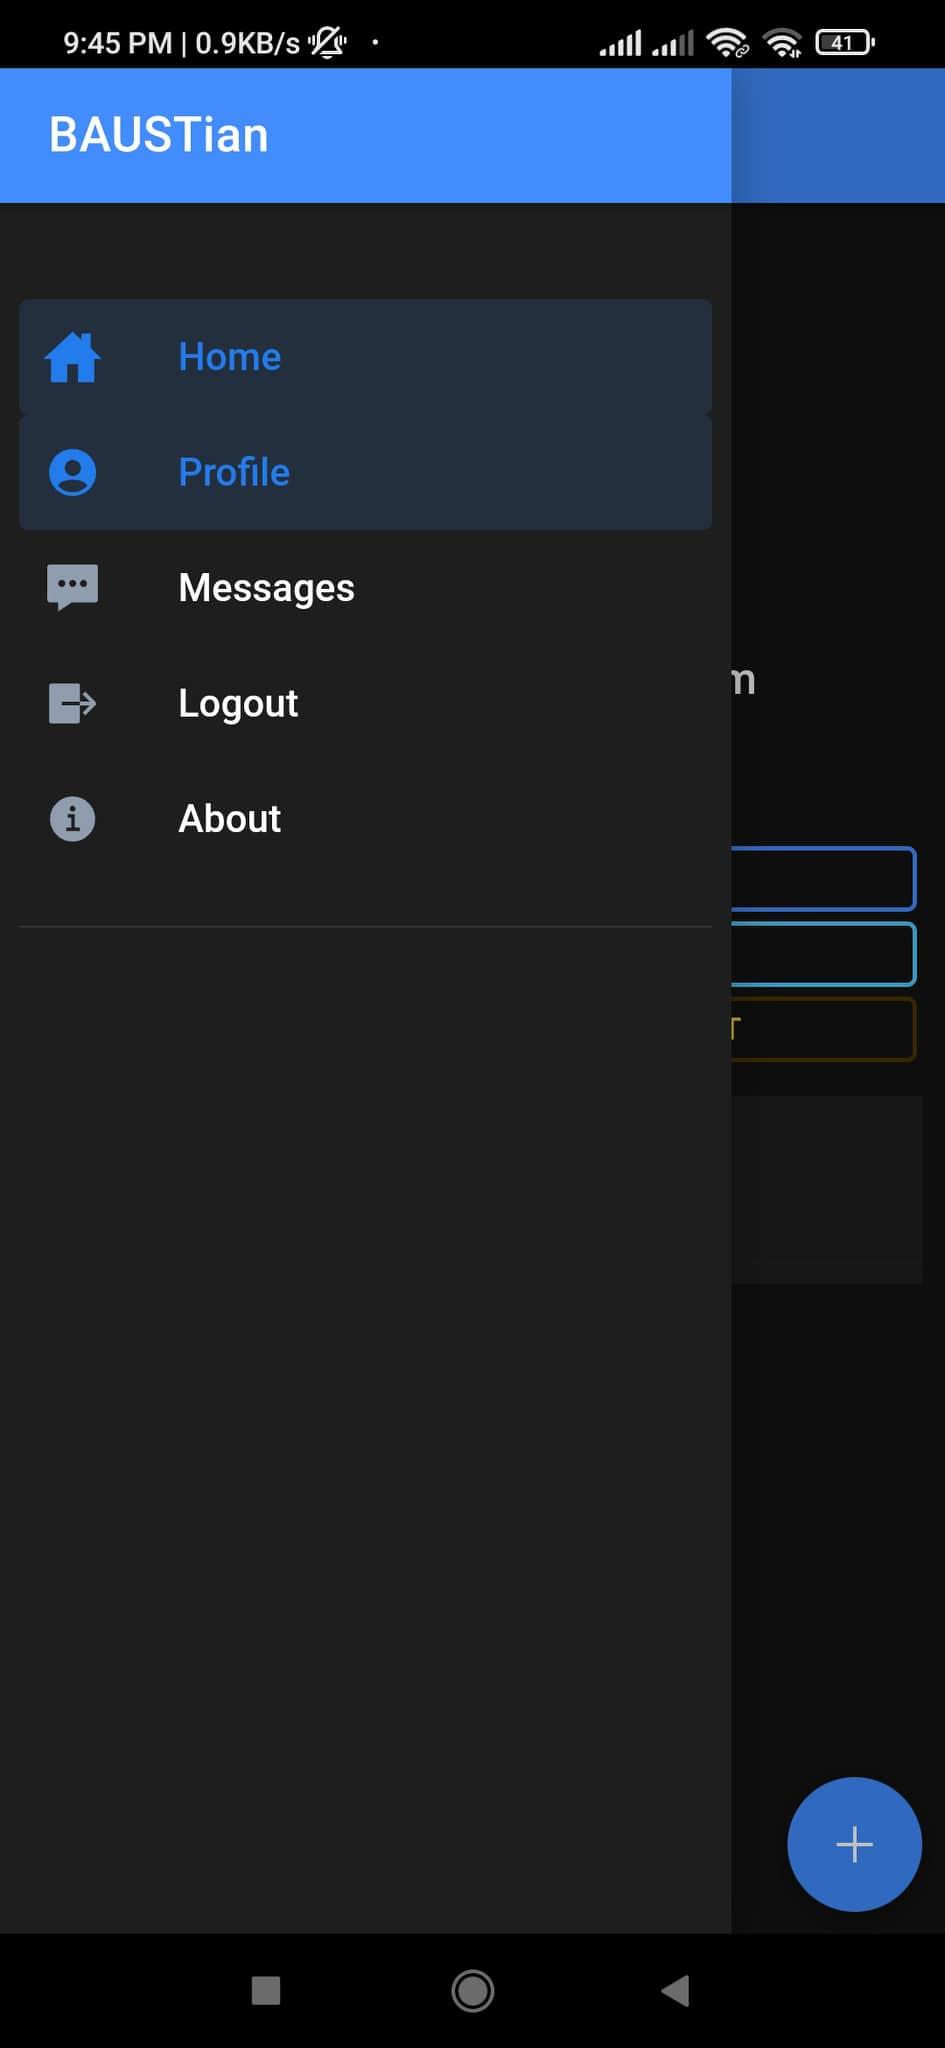 9:45 PM | 0.9KB/s
41
BAUSTian
Home
Profile
Messages
Logout
About
m
T